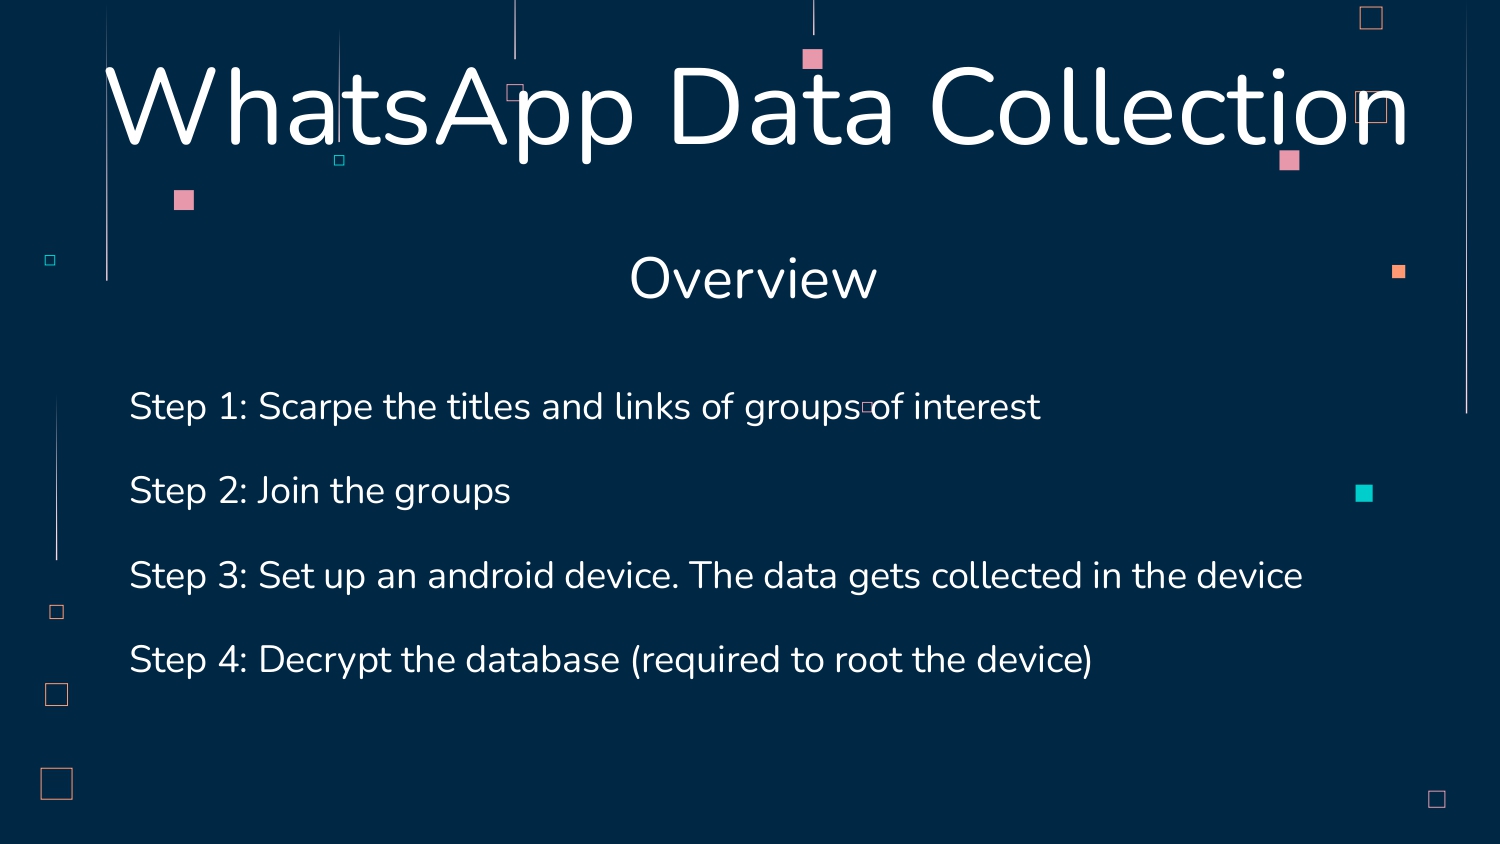 WhatsApp Data Collection
Overview
Step 1: Scarpe the titles and links of groups of interest
Step 2: Join the groups
Step 3: Set up an android device. The data gets collected in the device
Step 4: Decrypt the database (required to root the device)